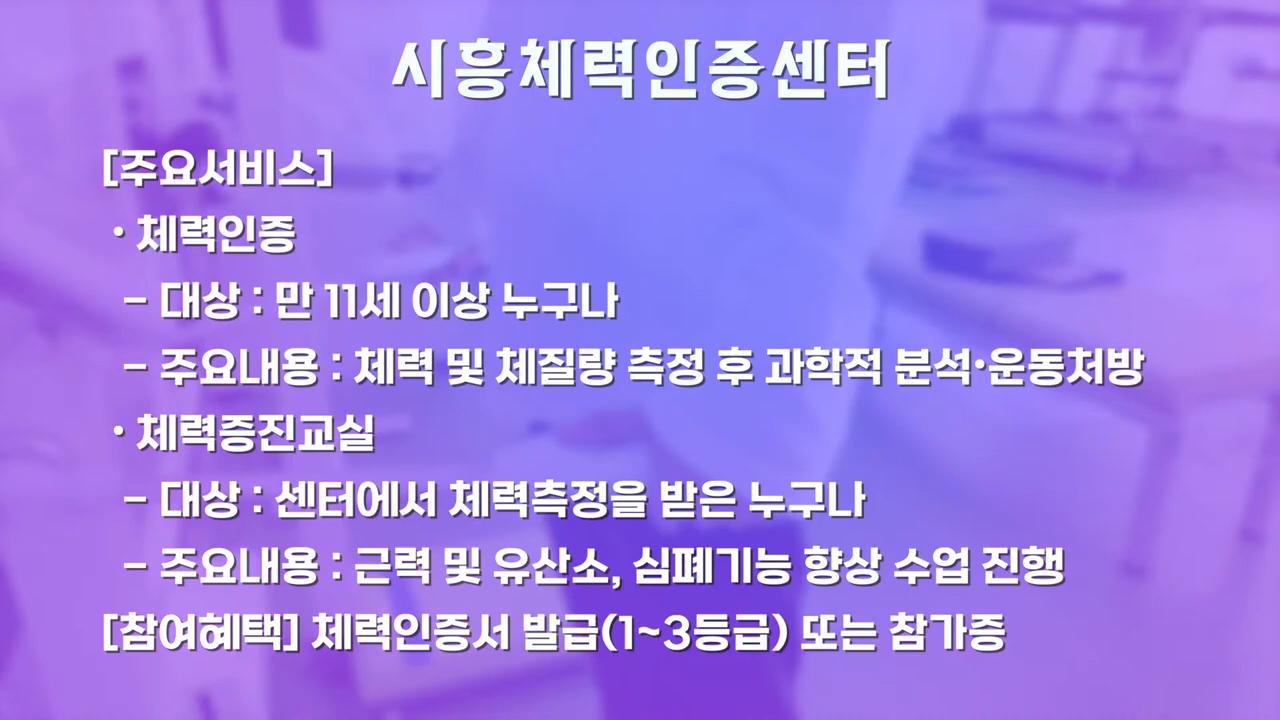 시흥체력인증센터
[주요서비스]
· 체력인증
- 대상 : 만 11세 이상 누구나
- 주요내용 : 체력 및 체질량 측정 후 과학적 분석·운동처방
· 체력증진교실
- 대상 : 센터에서 체력측정을 받은 누구나
- 주요내용 : 근력 및 유산소, 심폐기능 향상 수업 진행
[참여혜택] 체력인증서 발급(1~3등급) 또는 참가증